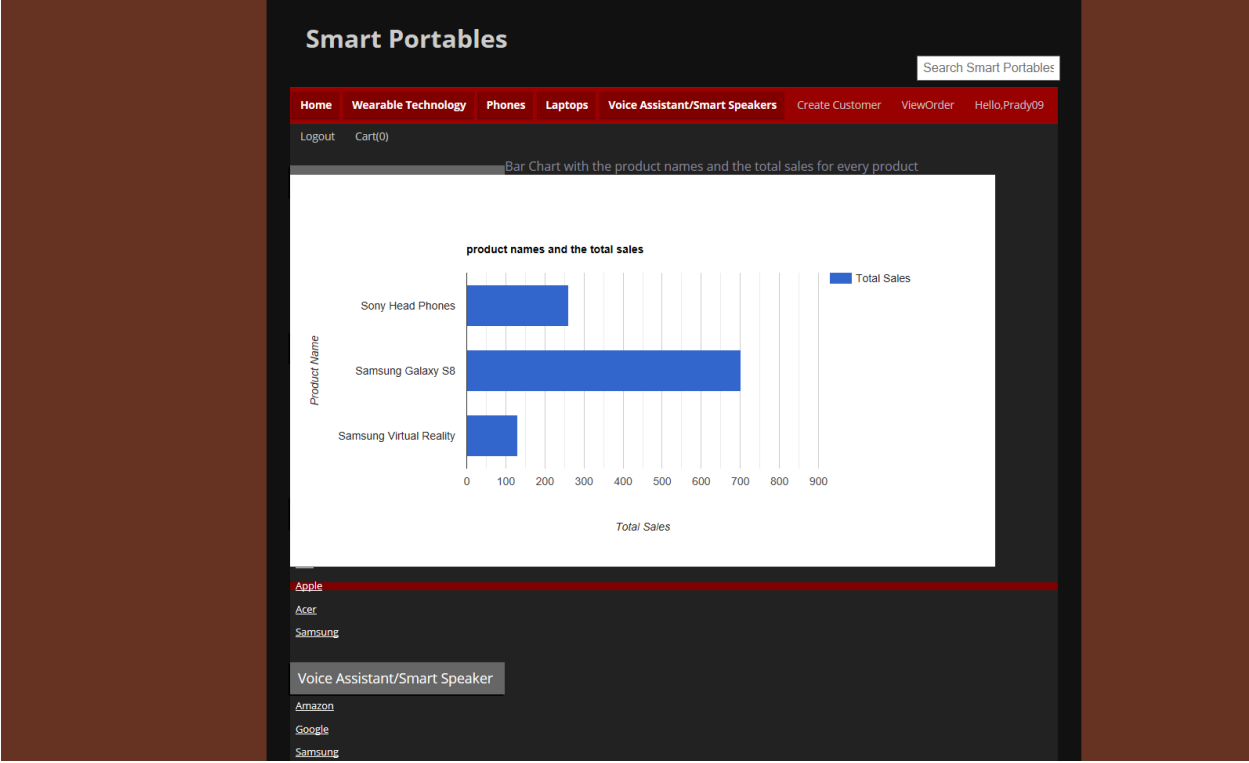 Smart Portables
Search Smart Portables
Home Wearable Technology Phones Laptops Voice Assistant/Smart Speakers Create Customer ViewOrder Hello,Prady09
Logout Cart(0)
Bar Chart with the product names and the total sales for every product
product names and the total sales
Total Sales
Sony Head Phones
Samsung Galaxy S8
Samsung Virtual Reality
Product Name
0 100 200 300 400 500 600 700 800 900
Total Sales
Apple
Acer
Samsung
Voice Assistant/Smart Speaker
Amazon
Google
Samsung